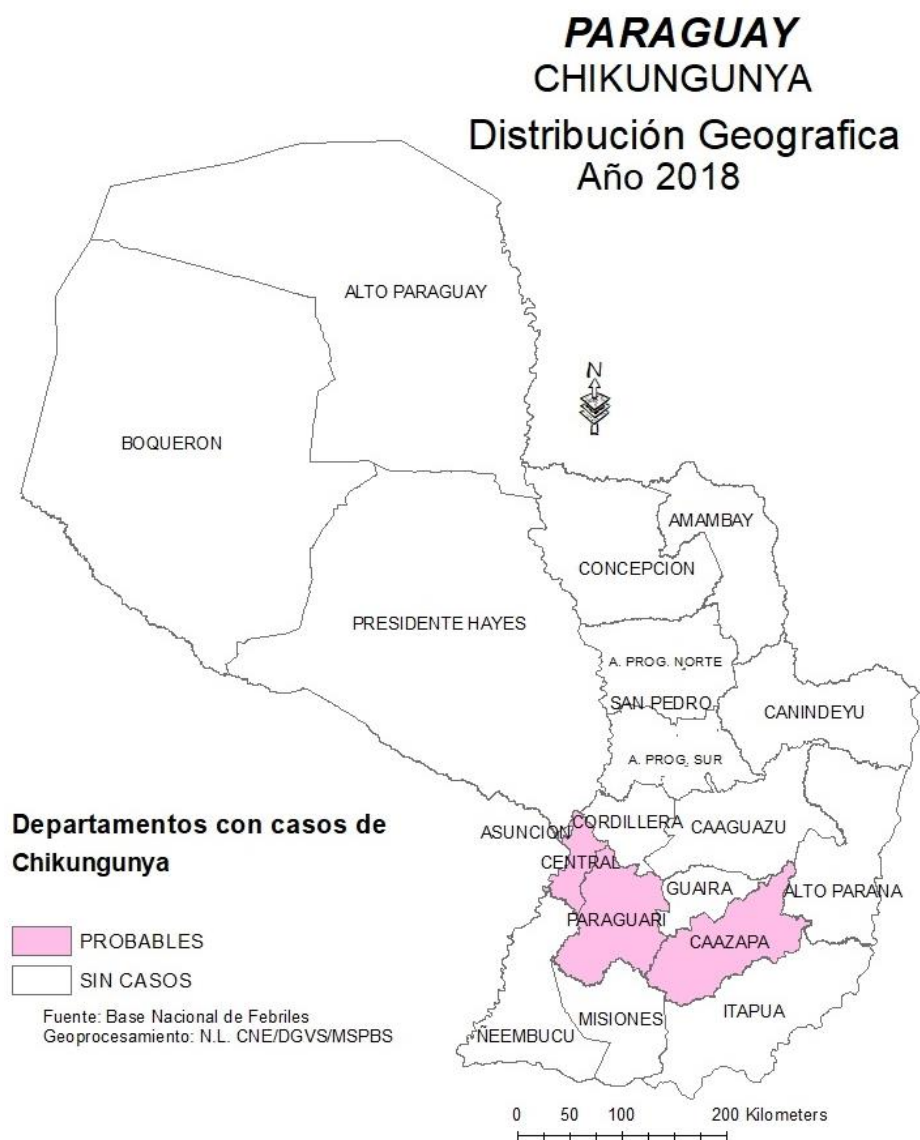 PARAGUAY
CHIKUNGUNYA
Distribución Geografica
Año 2018
ALTO PARAGUAY
N
BOQUERON
AMAMBAY
CONCEPCION
PRESIDENTE HAYES
A. PROG. NORTE
SAN PEDRO
CANINDEYU
A. PROG. SUR
Departamentos con casos de
Chikungunya
ASUNCION
CORDILLERA
CAAGUAZU
CENTRAL
GUAIRA
ALTO PARANA
PARAGUARI
CAAZAPA
PROBABLES
SIN CASOS
Fuente: Base Nacional de Febriles
Geoprocesamiento: N.L. CNE/DGVS/MSPBS
ÑEEMBUCU
MISIONES
ITAPUA
0 50 100 200 Kilometers